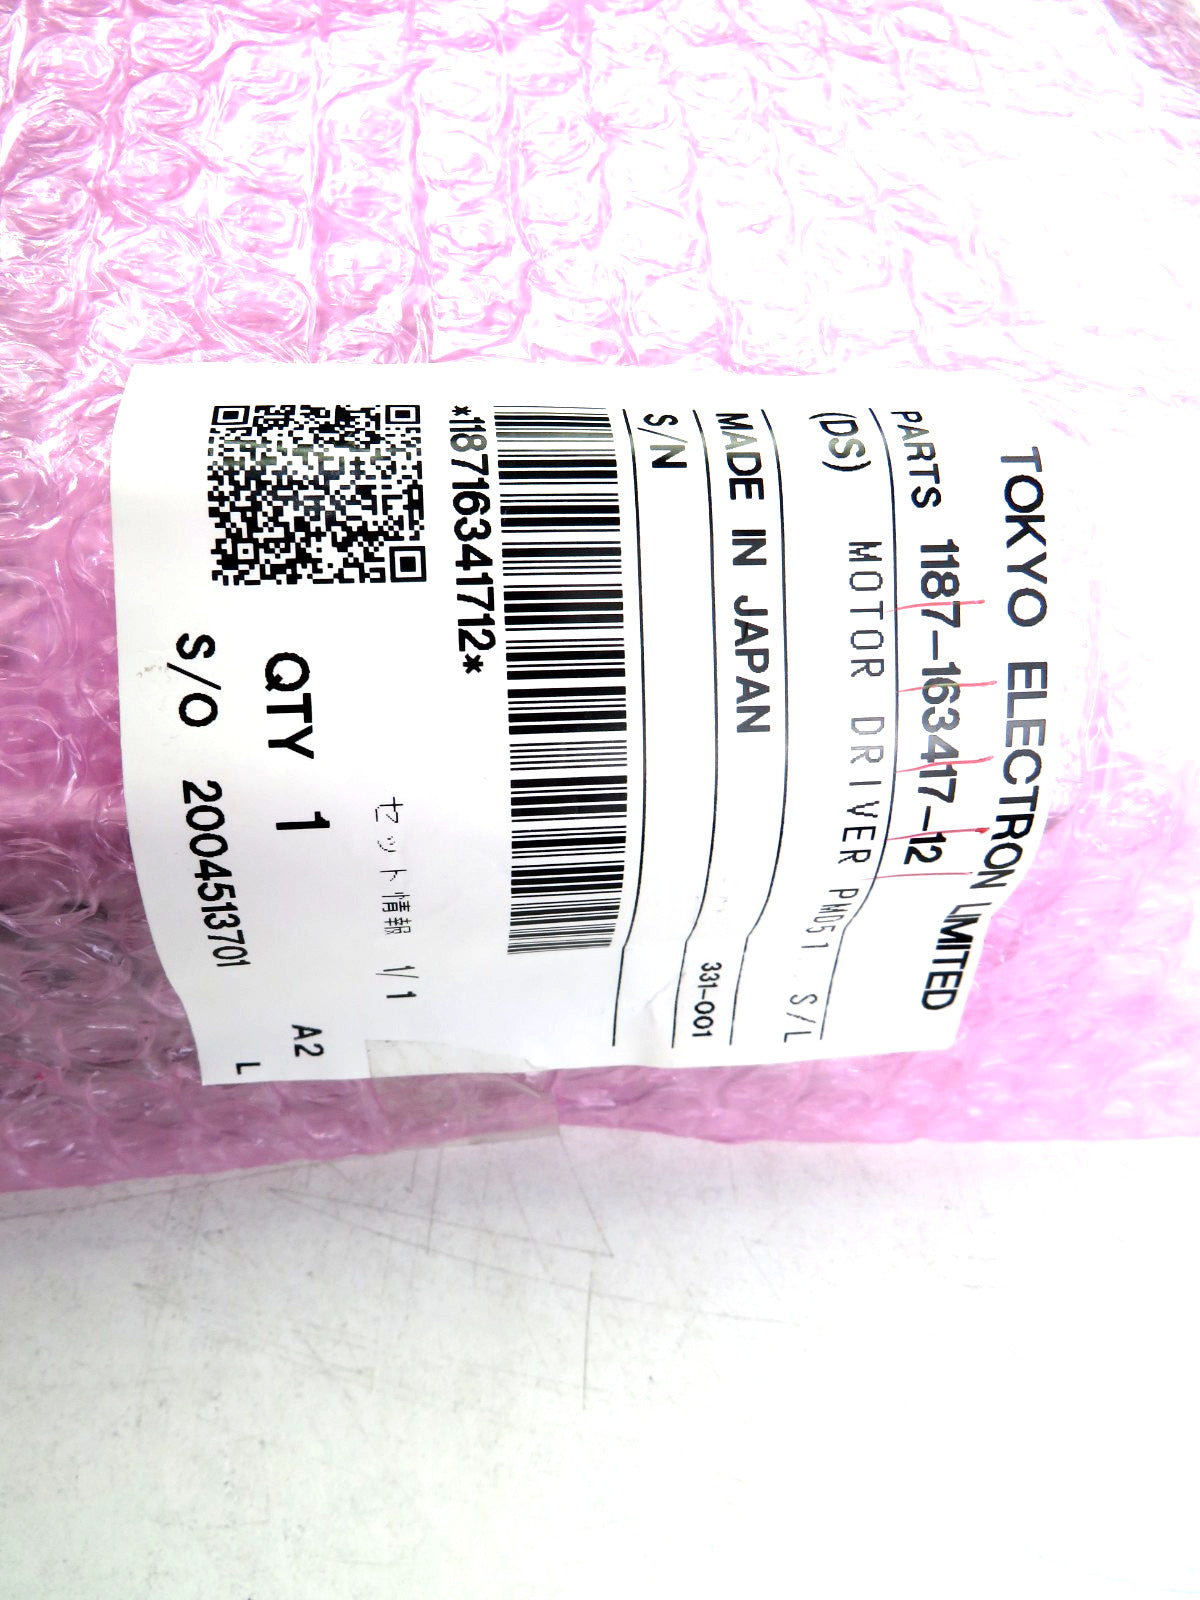 TOKYO ELECTRON LIMITED
PARTS 1187-163417-12
(DS) MOTOR DRIVER PMD51 S/L
MADE IN JAPAN 331-001
S/N
*118716341712*
セット情報 1/1
QTY 1 A2
S/O 2004513701 L